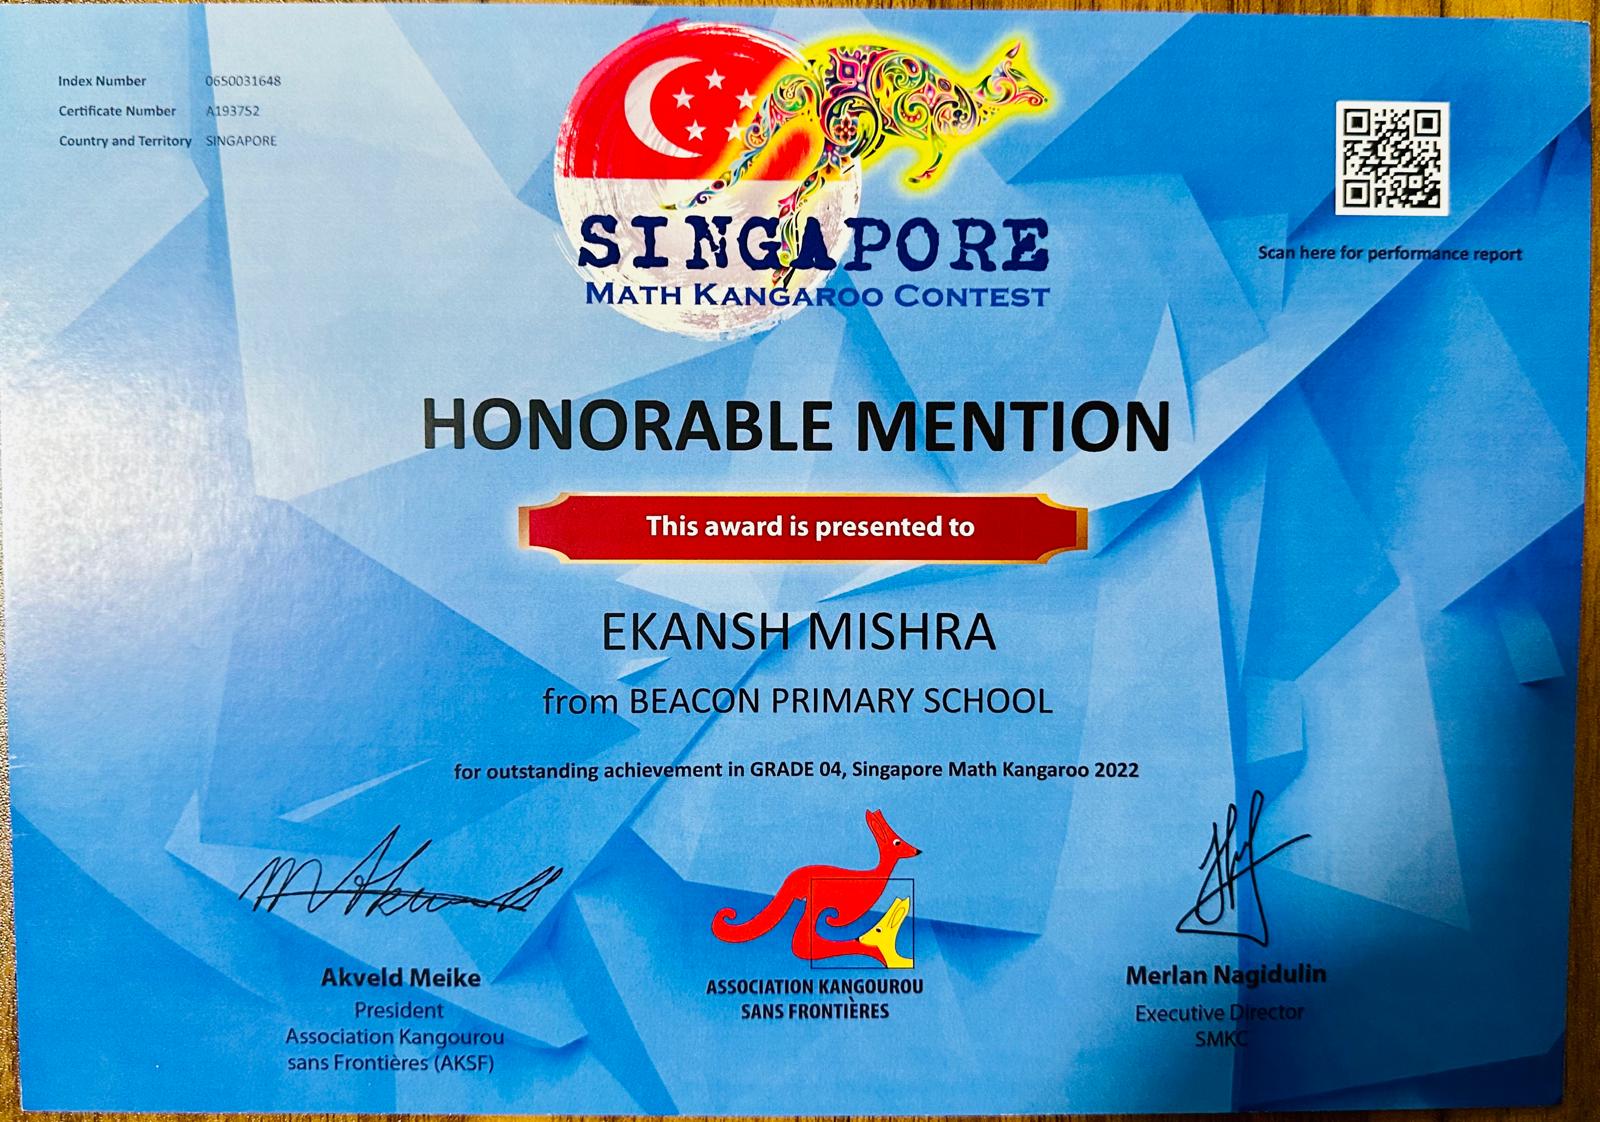 Index Number 0650031648
Certificate Number A193752
Country and Territory SINGAPORE
SINGAPORE
MATH KANGAROO CONTEST
Scan here for performance report
HONORABLE MENTION
This award is presented to
EKANSH MISHRA
from BEACON PRIMARY SCHOOL
for outstanding achievement in GRADE 04, Singapore Math Kangaroo 2022
Akveld Meike
President
Association Kangourou
sans Frontières (AKSF)
ASSOCIATION KANGOUROU
SANS FRONTIÈRES
Merlan Nagidulin
Executive Director
SMKC